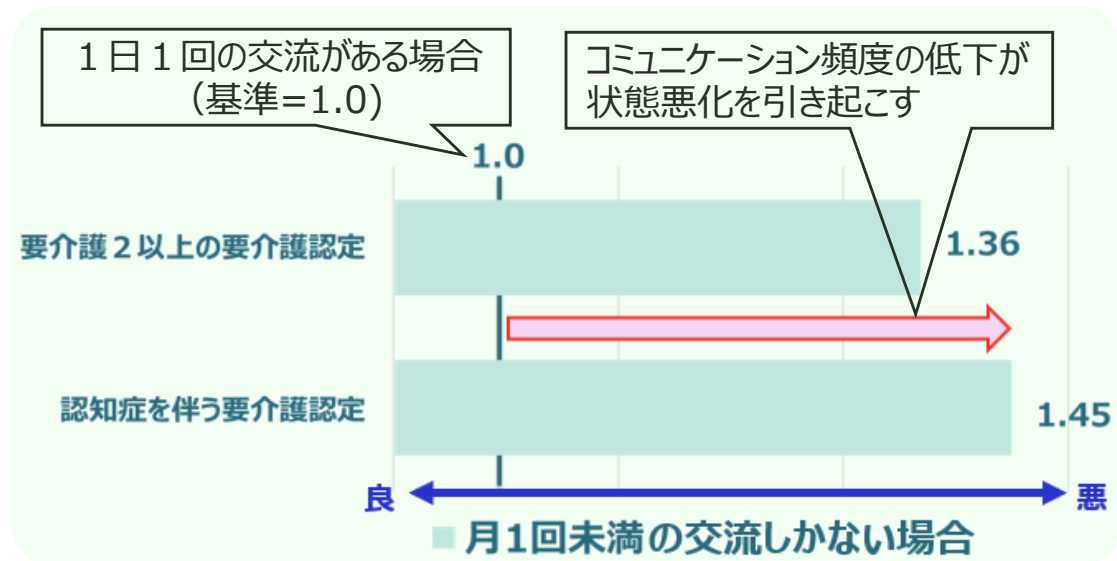 １日１回の交流がある場合
（基準=1.0）
コミュニケーション頻度の低下が
状態悪化を引き起こす
1.0
要介護２以上の要介護認定
1.36
認知症を伴う要介護認定
1.45
良
悪
月1回未満の交流しかない場合